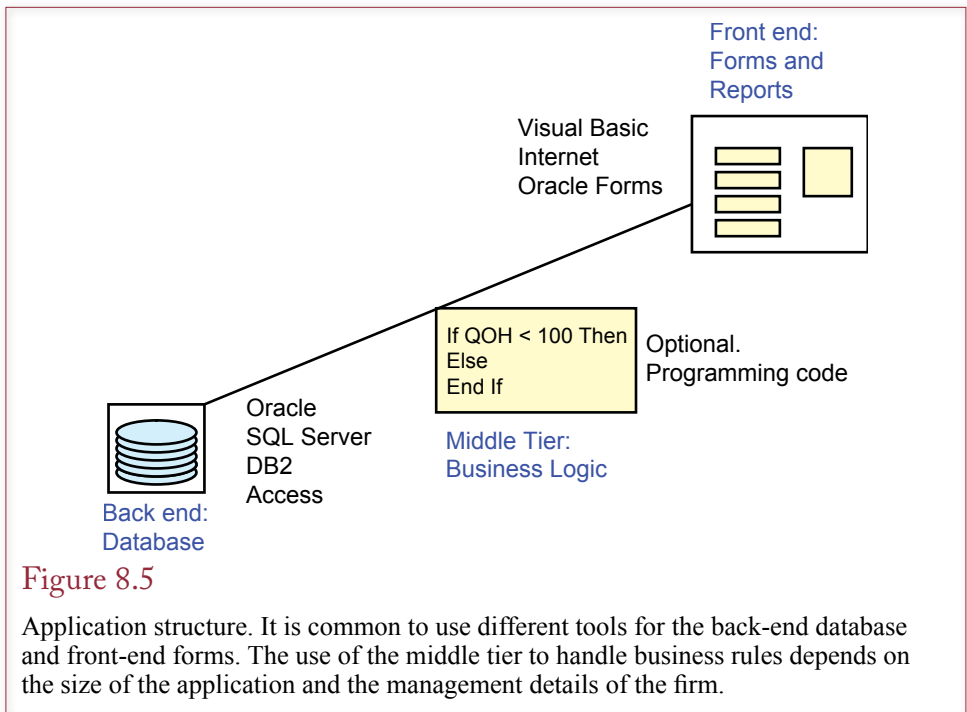 Front end:
Forms and
Reports
Visual Basic
Internet
Oracle Forms
If QOH < 100 Then
Else
End If
Optional.
Programming code
Middle Tier:
Business Logic
Oracle
SQL Server
DB2
Access
Back end:
Database
Figure 8.5
Application structure. It is common to use different tools for the back-end database
and front-end forms. The use of the middle tier to handle business rules depends on
the size of the application and the management details of the firm.